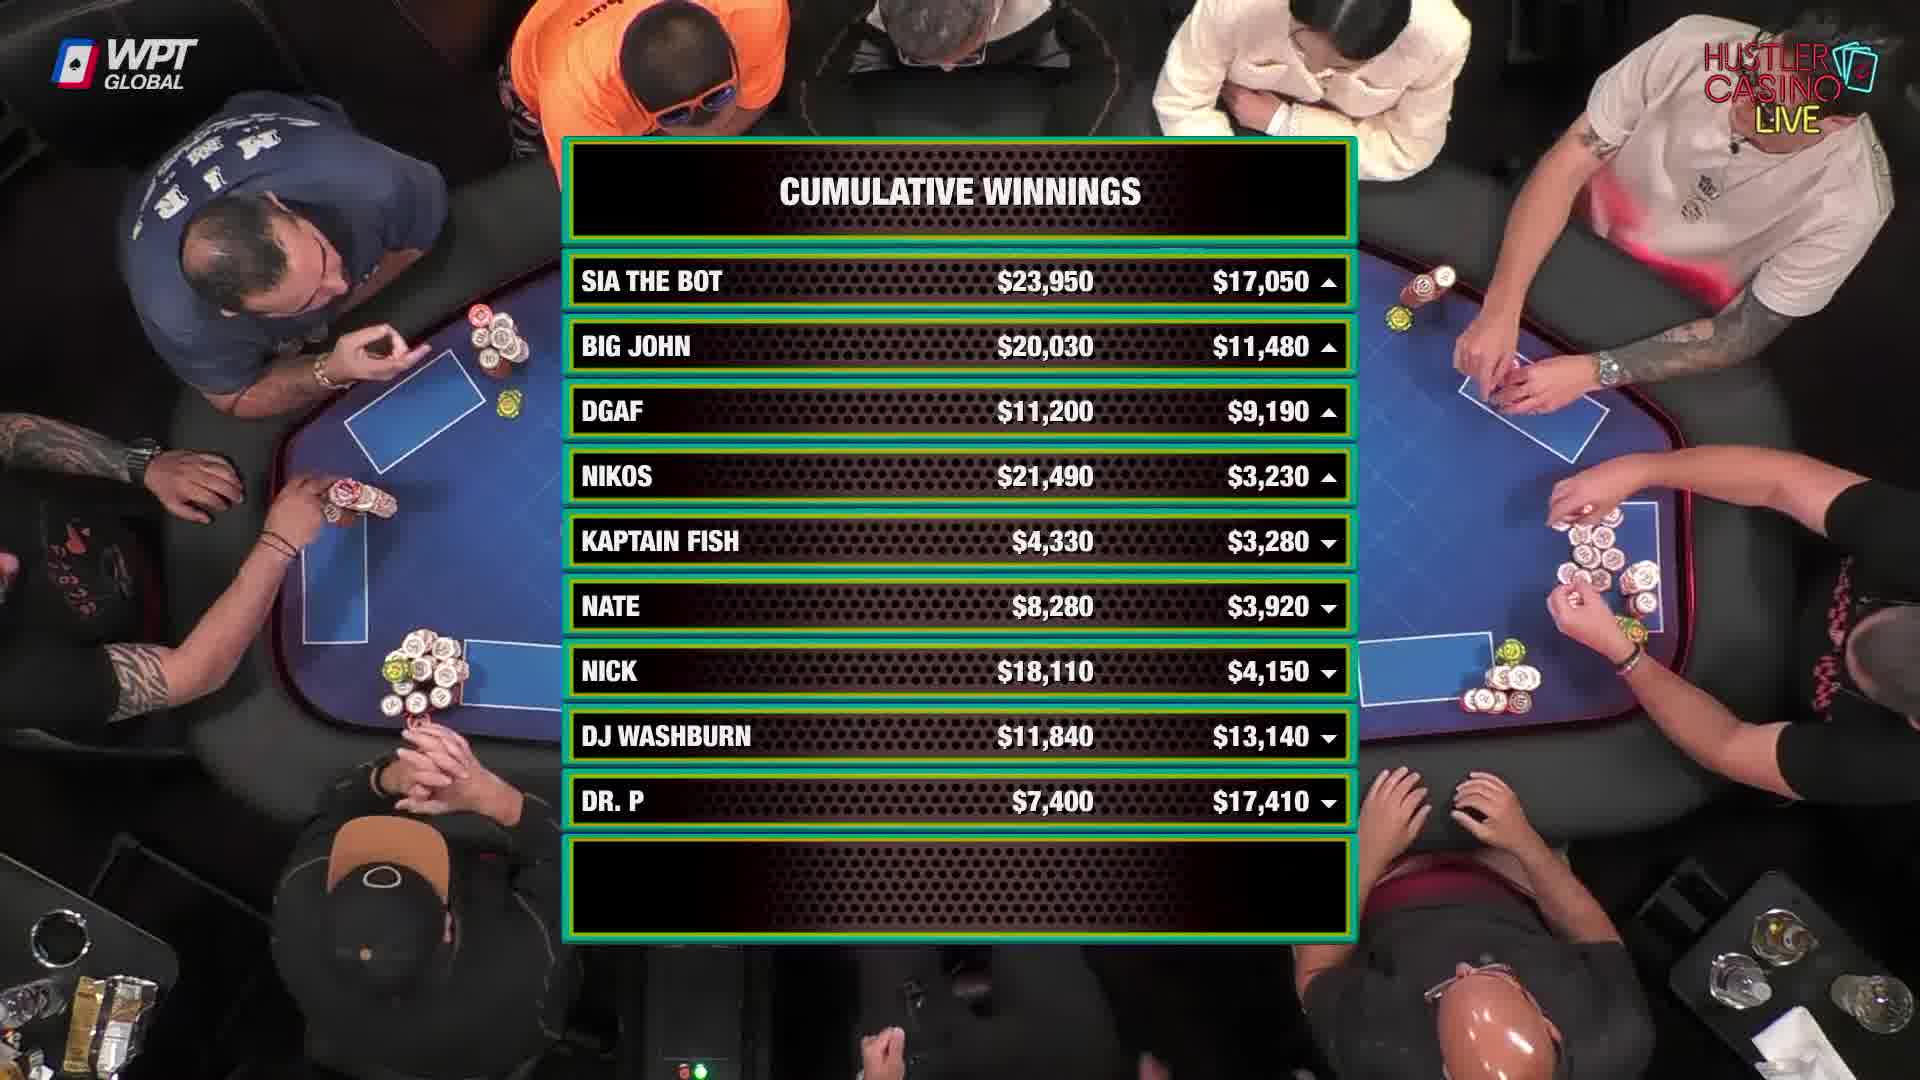 WPT
GLOBAL
HUSTLER
CASINO
LIVE
CUMULATIVE WINNINGS
SIA THE BOT $23,950 $17,050
BIG JOHN $20,030 $11,480
DGAF $11,200 $9,190
NIKOS $21,490 $3,230
KAPTAIN FISH $4,330 $3,280
NATE $8,280 $3,920
NICK $18,110 $4,150
DJ WASHBURN $11,840 $13,140
DR. P $7,400 $17,410